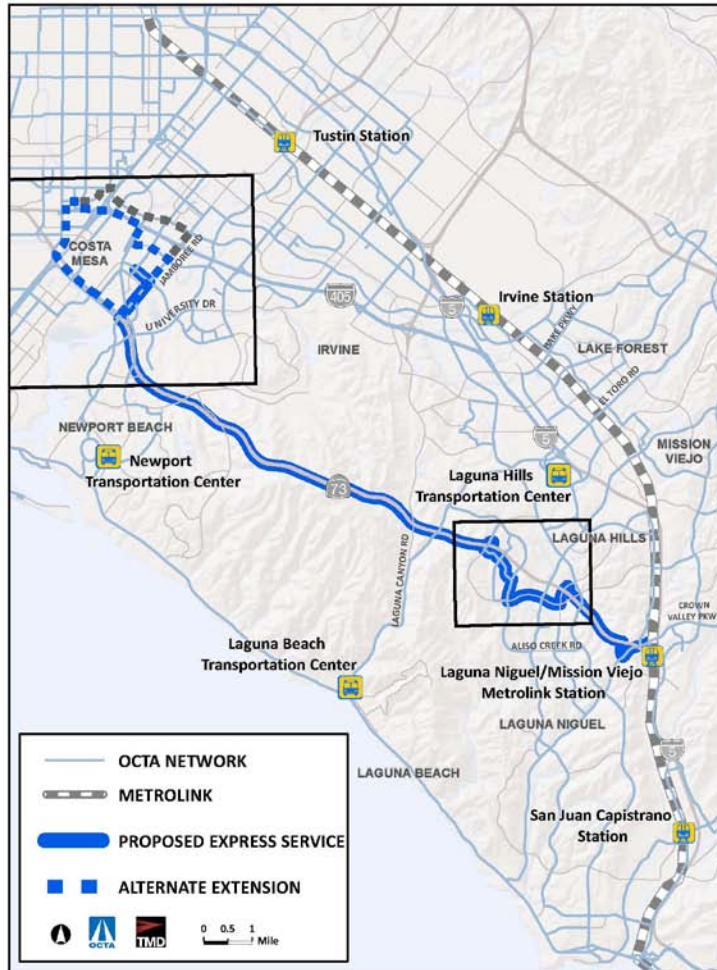 Tustin Station
COSTA
MESA
JAMBOREE RD
UNIVERSITY DR
405
5
Irvine Station
BAKE PKWY
IRVINE
LAKE FOREST
EL TORO RD
NEWPORT BEACH
5
MISSION
VIEJO
Newport
Transportation Center
Laguna Hills
Transportation Center
73
LAGUNA CANYON RD
LAGUNA HILLS
CROWN
VALLEY PKWY
Laguna Beach
Transportation Center
ALISO CREEK RD
Laguna Niguel/Mission Viejo
Metrolink Station
LAGUNA NIGUEL
5
LAGUNA BEACH
San Juan Capistrano
Station
OCTA NETWORK
METROLINK
PROPOSED EXPRESS SERVICE
ALTERNATE EXTENSION
OCTA
TMD
0 0.5 1
Mile